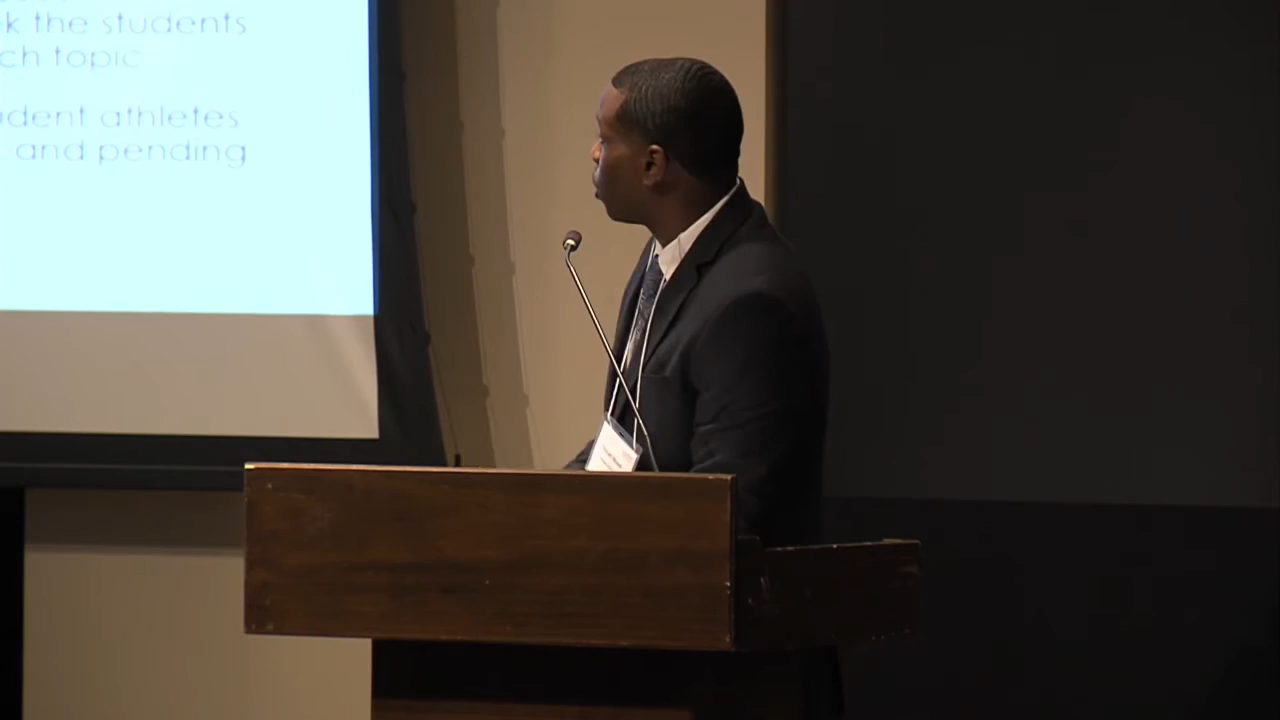 k the students
ch topic
udent athletes
and pending